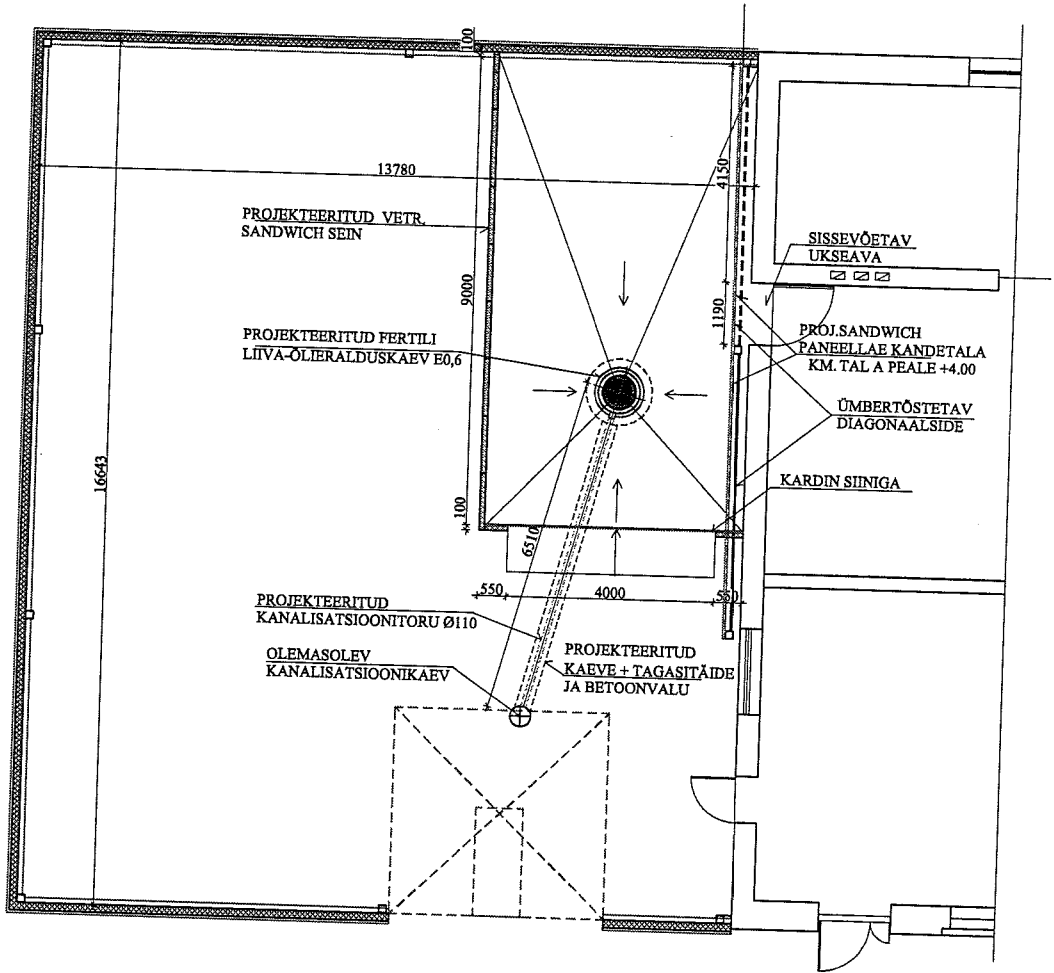 100
13780
4150
PROJEKTEERITUD VETR.
SANDWICH SEIN
SISSEVÕETAV
UKSEAVA
9000
1190
PROJEKTEERITUD FERTILI
LIIVA-ÕLIERALDUSKAEV E0,6
PROJ.SANDWICH
PANEELLAE KANDETALA
KM. TAL A PEALE +4.00
ÜMBERTÕSTETAV
DIAGONAALSIDE
16643
KARDIN SIINIGA
100
6510
550
4000
550
PROJEKTEERITUD
KANALISATSIOONITORU Ø110
OLEMASOLEV
KANALISATSIOONIKAEV
PROJEKTEERITUD
KAEVE + TAGASITÄIDE
JA BETOONVALU